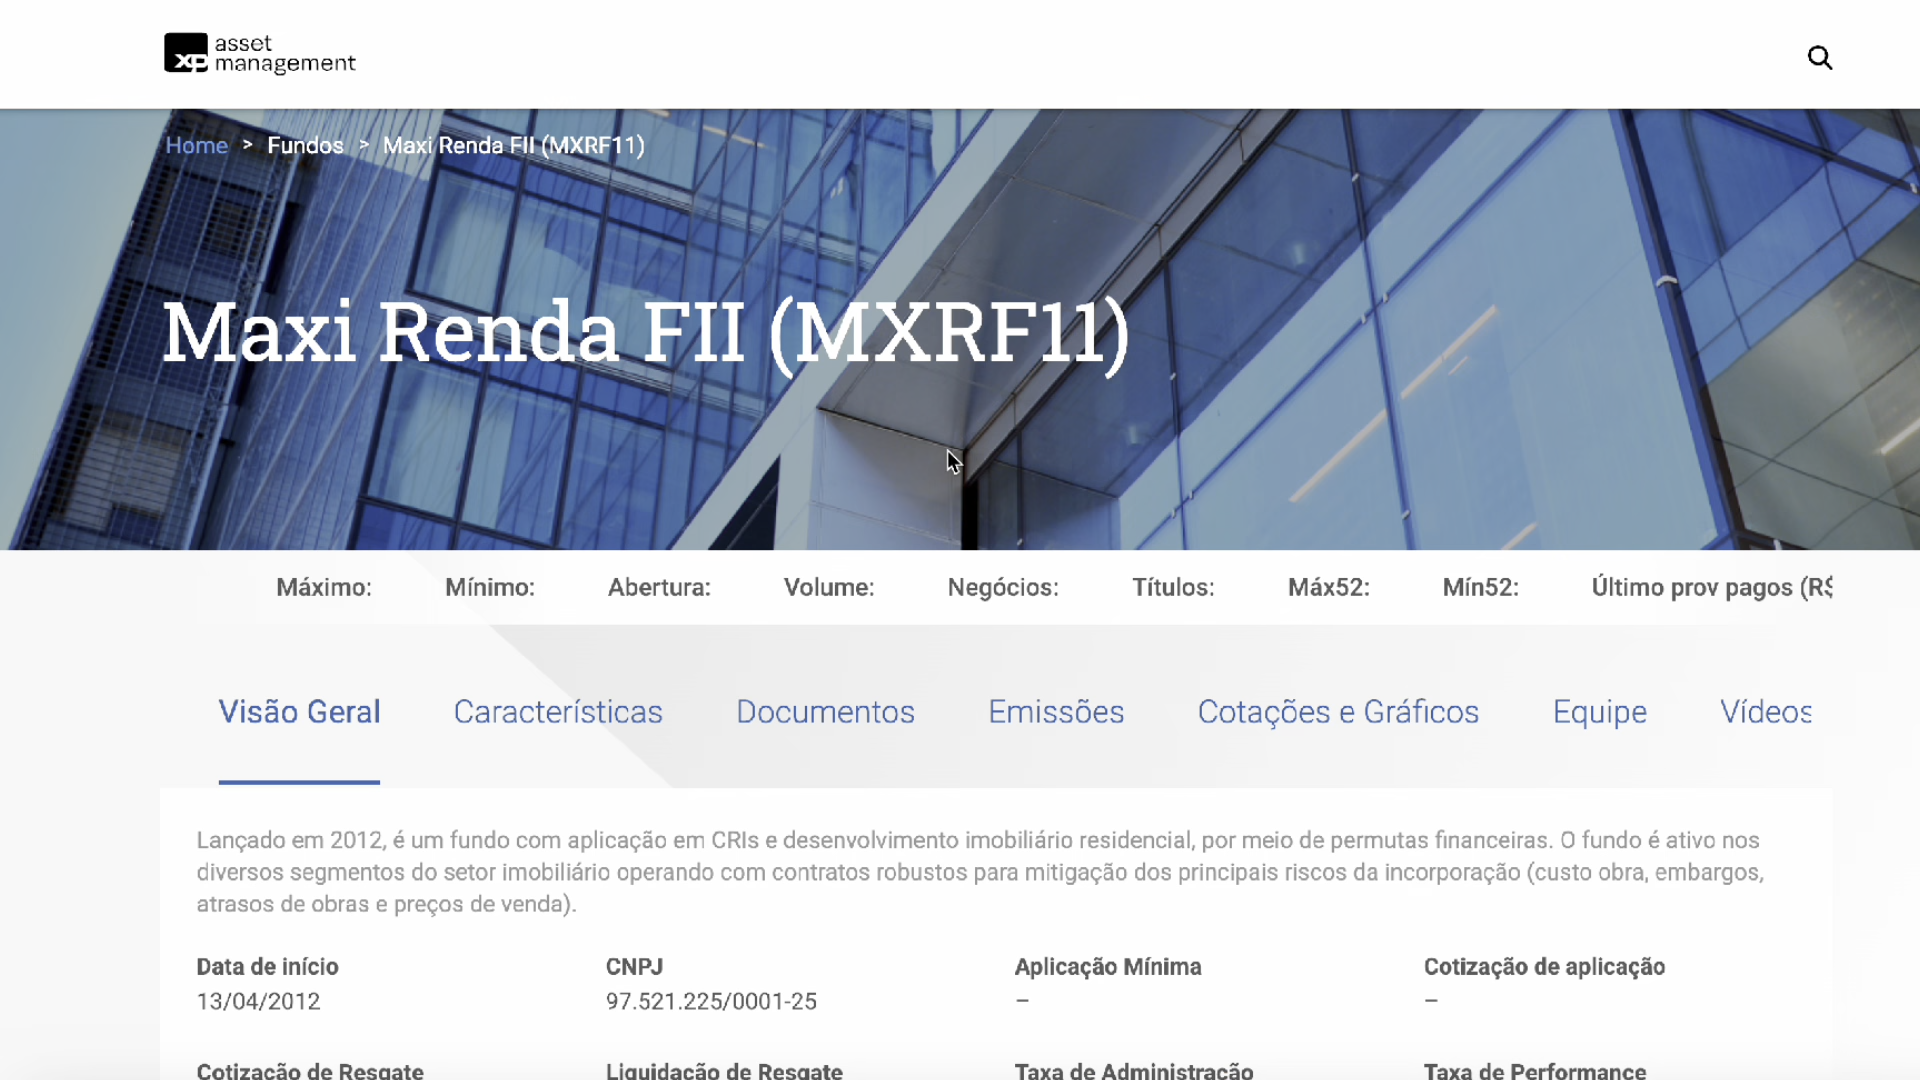 xp asset
management
Home > Fundos > Maxi Renda FII (MXRF11)
Maxi Renda FII (MXRF11)
Máximo: Mínimo: Abertura: Volume: Negócios: Títulos: Máx52: Mín52: Último prov pagos (R$
Visão Geral Características Documentos Emissões Cotações e Gráficos Equipe Vídeos
Lançado em 2012, é um fundo com aplicação em CRIs e desenvolvimento imobiliário residencial, por meio de permutas financeiras. O fundo é ativo nos
diversos segmentos do setor imobiliário operando com contratos robustos para mitigação dos principais riscos da incorporação (custo obra, embargos,
atrasos de obras e preços de venda).
Data de início CNPJ Aplicação Mínima Cotização de aplicação
13/04/2012 97.521.225/0001-25 – –
Cotização de Resgate Liquidação de Resgate Taxa de Administração Taxa de Performance